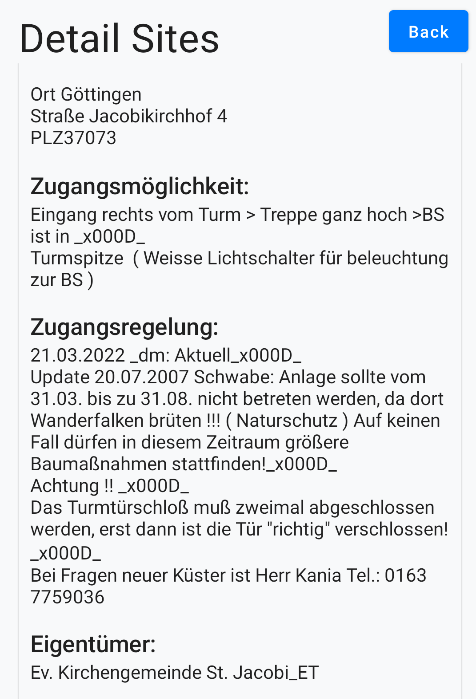 Detail Sites
Back
Ort Göttingen
Straße Jacobikirchhof 4
PLZ37073
Zugangsmöglichkeit:
Eingang rechts vom Turm > Treppe ganz hoch >BS
ist in _x000D_
Turmspitze  ( Weisse Lichtschalter für beleuchtung
zur BS )
Zugangsregelung:
21.03.2022 _dm: Aktuell_x000D_
Update 20.07.2007 Schwabe: Anlage sollte vom
31.03. bis zu 31.08. nicht betreten werden, da dort
Wanderfalken brüten !!! ( Naturschutz ) Auf keinen
Fall dürfen in diesem Zeitraum größere
Baumaßnahmen stattfinden!_x000D_
Achtung !! _x000D_
Das Turmtürschloß muß zweimal abgeschlossen
werden, erst dann ist die Tür "richtig" verschlossen!
_x000D_
Bei Fragen neuer Küster ist Herr Kania Tel.: 0163
7759036
Eigentümer:
Ev. Kirchengemeinde St. Jacobi_ET